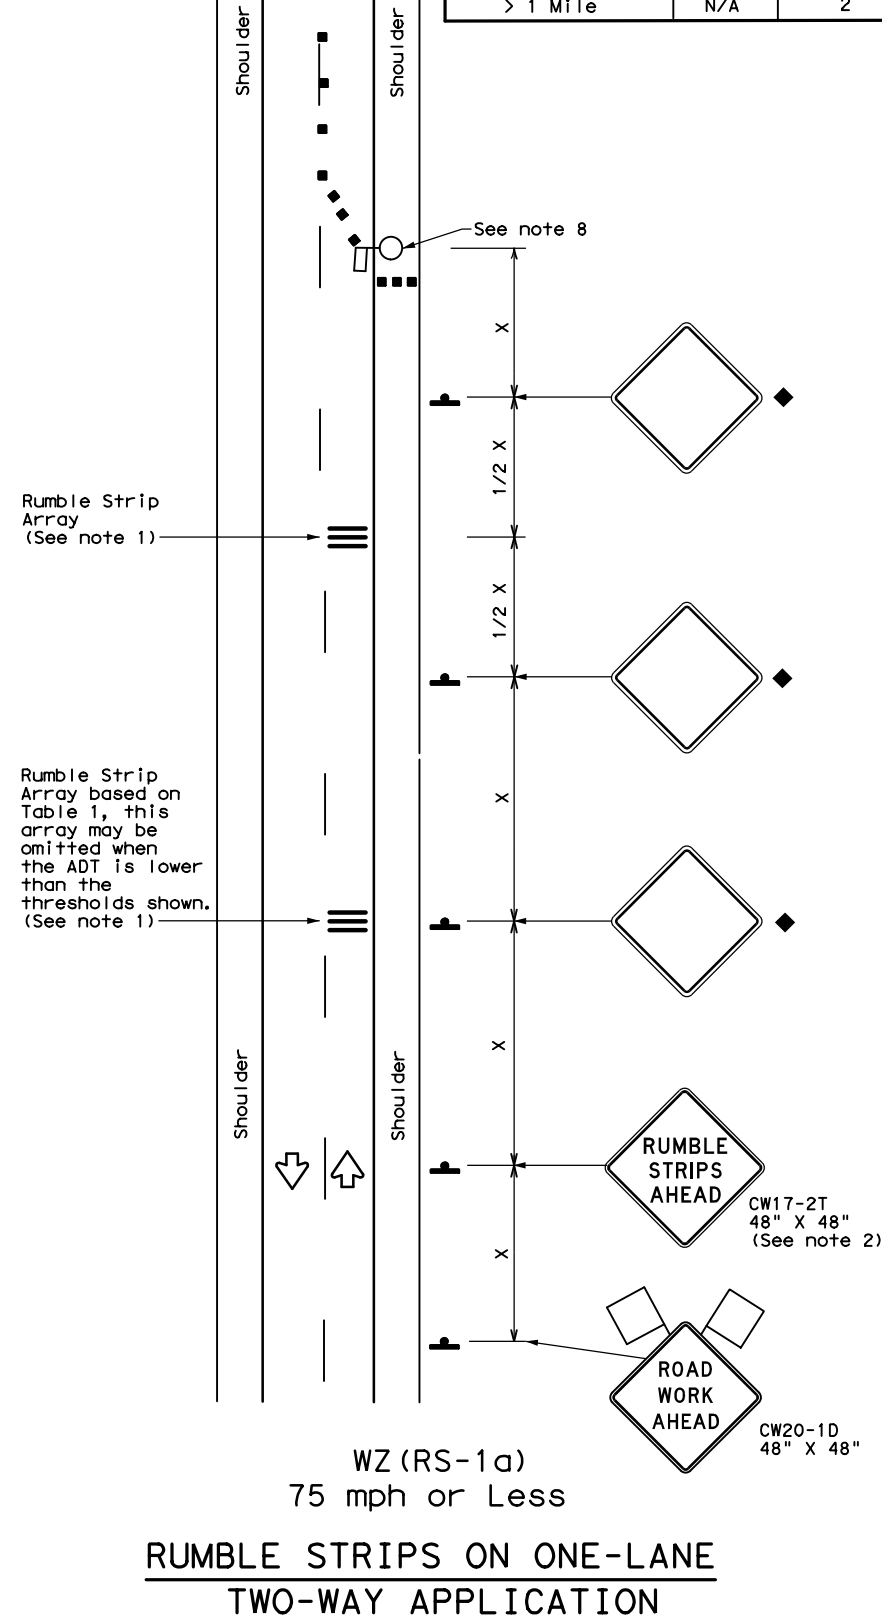 > 1 Mile N/A 2
Shoulder
Shoulder
See note 8
X
1/2 X
Rumble Strip
Array
(See note 1)
1/2 X
Rumble Strip
Array based on
Table 1, this
array may be
omitted when
the ADT is lower
than the
thresholds shown.
(See note 1)
X
X
Shoulder
Shoulder
RUMBLE
STRIPS
AHEAD
CW17-2T
48" X 48"
(See note 2)
X
ROAD
WORK
AHEAD
CW20-1D
48" X 48"
WZ(RS-1a)
75 mph or Less
RUMBLE STRIPS ON ONE-LANE
TWO-WAY APPLICATION